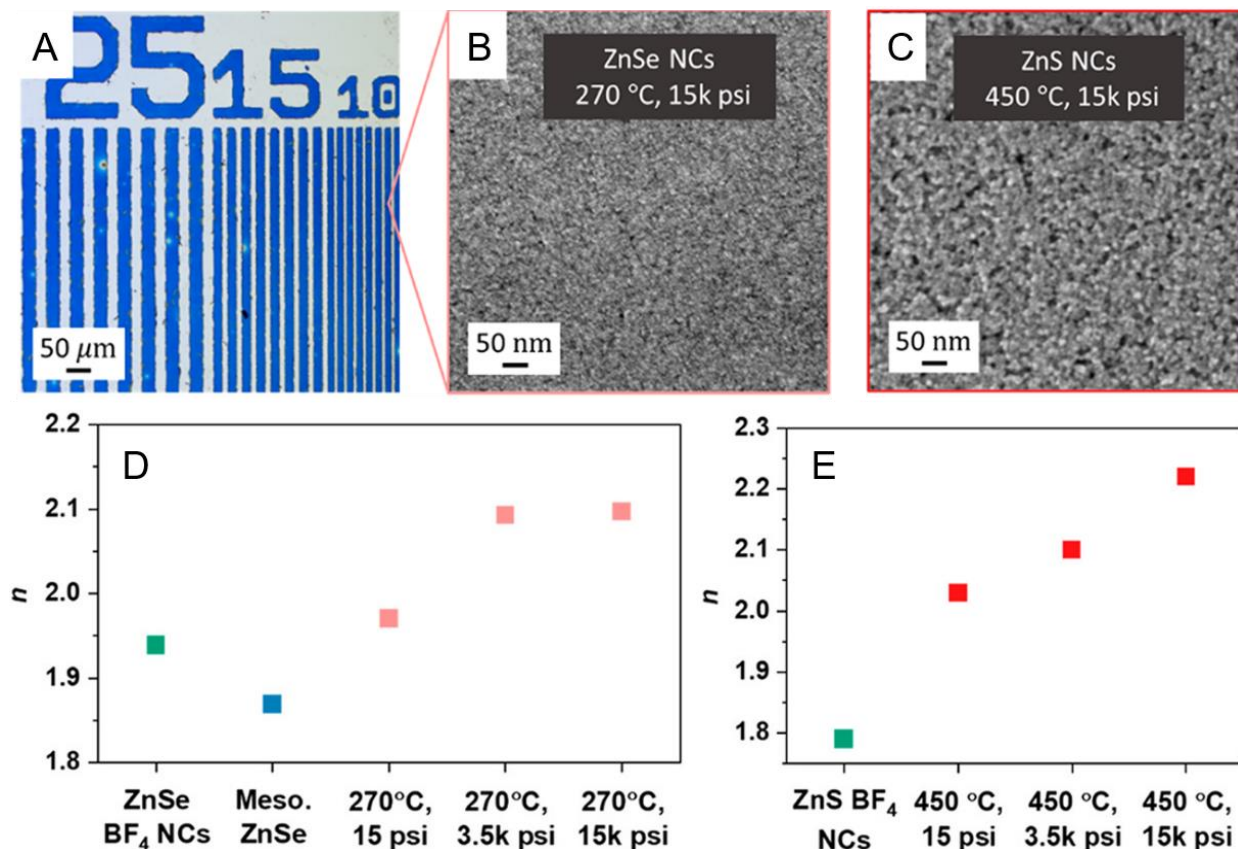 A
25 15 10
50 μm
B
ZnSe NCs
270 °C, 15k psi
50 nm
C
ZnS NCs
450 °C, 15k psi
50 nm
D
n
2.2
2.1
2.0
1.9
1.8
ZnSe
BF₄ NCs
Meso.
ZnSe
270°C,
15 psi
270°C,
3.5k psi
270°C,
15k psi
E
n
2.3
2.2
2.1
2.0
1.9
1.8
ZnS BF₄
NCs
450 °C,
15 psi
450 °C,
3.5k psi
450 °C,
15k psi